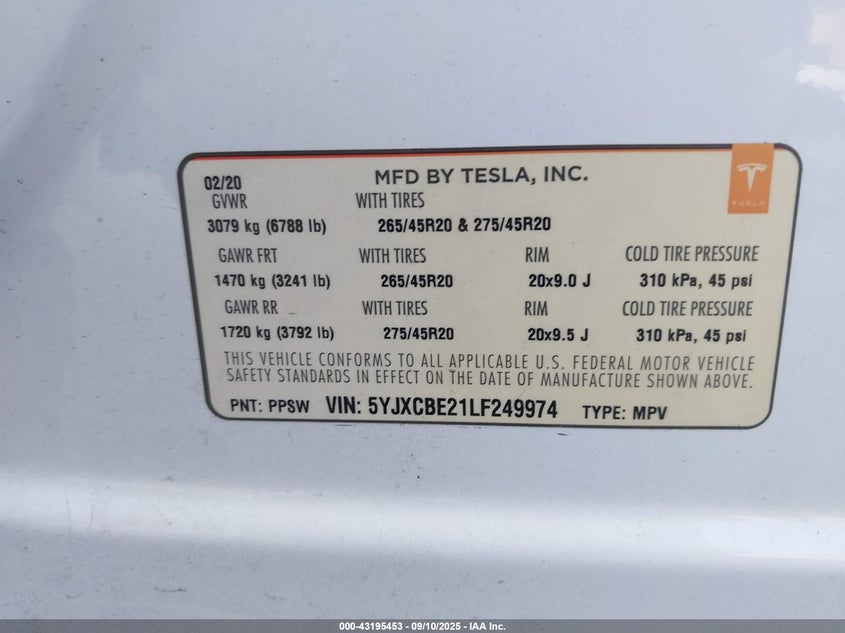 02/20 MFD BY TESLA, INC.
TESLA
GVWR WITH TIRES
3079 kg (6788 lb) 265/45R20 & 275/45R20
GAWR FRT WITH TIRES RIM COLD TIRE PRESSURE
1470 kg (3241 lb) 265/45R20 20x9.0 J 310 kPa, 45 psi
GAWR RR WITH TIRES RIM COLD TIRE PRESSURE
1720 kg (3792 lb) 275/45R20 20x9.5 J 310 kPa, 45 psi
THIS VEHICLE CONFORMS TO ALL APPLICABLE U.S. FEDERAL MOTOR VEHICLE
SAFETY STANDARDS IN EFFECT ON THE DATE OF MANUFACTURE SHOWN ABOVE.
PNT: PPSW VIN: 5YJXCBE21LF249974 TYPE: MPV
000-43195453 - 09/10/2025 - IAA Inc.